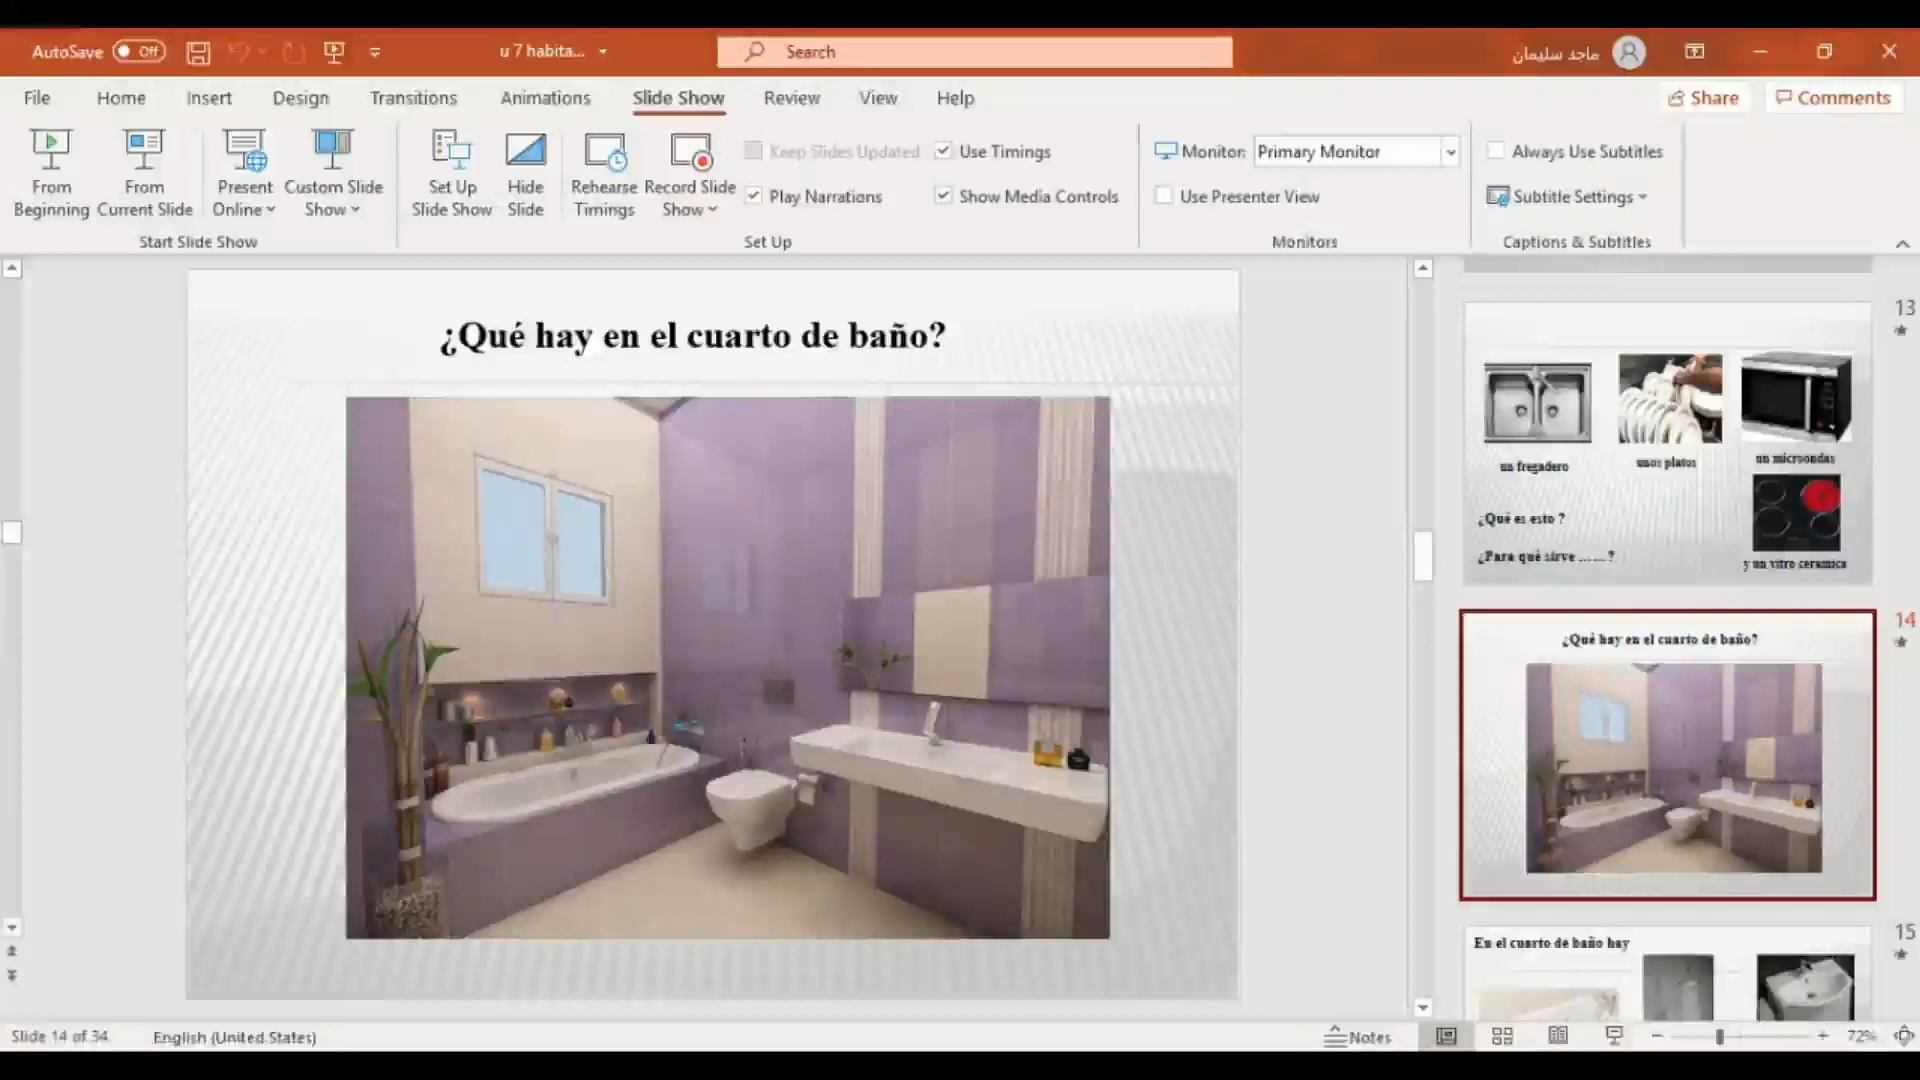 AutoSave Off
u 7 habita...
Search
ماجد سليمان
File Home Insert Design Transitions Animations Slide Show Review View Help
Share Comments
From Beginning
From Current Slide
Present Online
Custom Slide Show
Set Up Slide Show
Hide Slide
Rehearse Timings
Record Slide Show
Keep Slides Updated
Play Narrations
Use Timings
Show Media Controls
Monitor: Primary Monitor
Use Presenter View
Always Use Subtitles
Subtitle Settings
Start Slide Show
Set Up
Monitors
Captions & Subtitles
¿Qué hay en el cuarto de baño?
13
un fregadero
unos platos
un microondas
¿Qué es esto ?
¿Para qué sirve ......?
y un vitro ceramica
14
¿Qué hay en el cuarto de baño?
15
En el cuarto de baño hay
Slide 14 of 34
English (United States)
Notes
72%